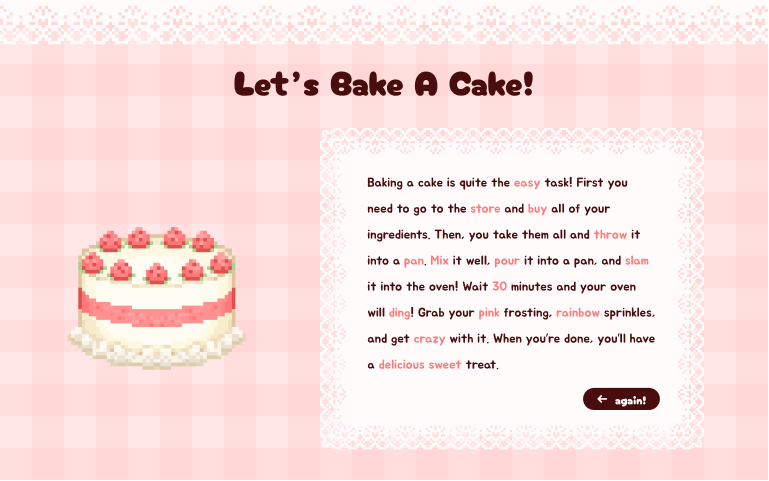 Let's Bake A Cake!
Baking a cake is quite the easy task! First you
need to go to the store and buy all of your
ingredients. Then, you take them all and throw it
into a pan. Mix it well, pour it into a pan, and slam
it into the oven! Wait 30 minutes and your oven
will ding! Grab your pink frosting, rainbow sprinkles,
and get crazy with it. When you're done, you'll have
a delicious sweet treat.
← again!